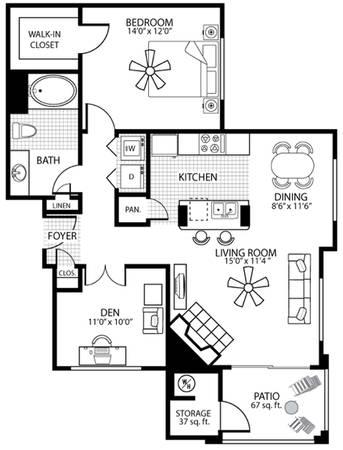 BEDROOM
14'0" x 12'0"
WALK-IN
CLOSET
BATH
W
D
LINEN
PAN.
KITCHEN
DINING
8'6" x 11'6"
FOYER
CLOS.
LIVING ROOM
15'0" x 11'4"
DEN
11'0" x 10'0"
W
H
STORAGE
37 sq. ft.
PATIO
67 sq. ft.